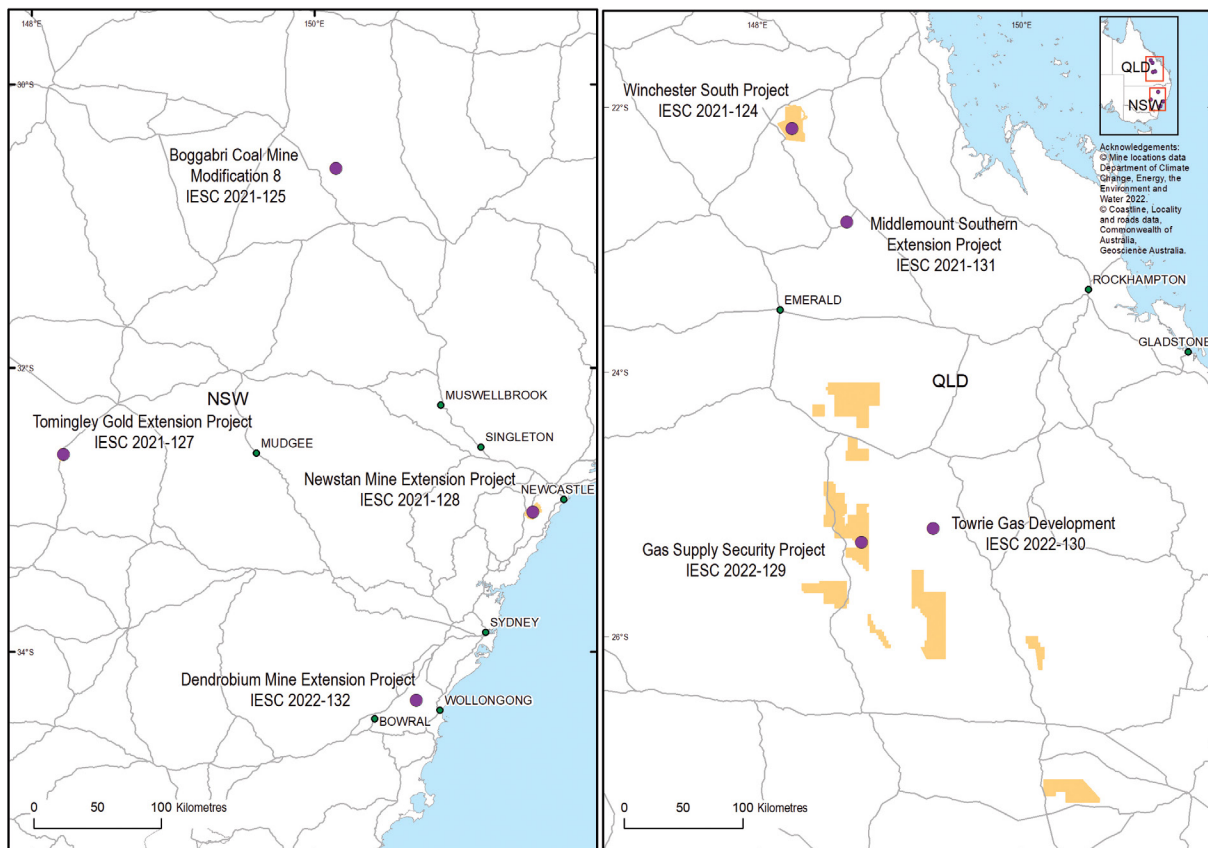 148°E
150°E
30°S
Boggabri Coal Mine
Modification 8
IESC 2021-125
32°S
NSW
MUSWELLBROOK
Tomingley Gold Extension Project
IESC 2021-127
MUDGEE
SINGLETON
Newstan Mine Extension Project
IESC 2021-128
NEWCASTLE
SYDNEY
34°S
Dendrobium Mine Extension Project
IESC 2022-132
WOLLONGONG
BOWRAL
0 50 100 Kilometres
148°E
150°E
QLD
NSW
22°S
Winchester South Project
IESC 2021-124
Acknowledgements:
© Mine locations data
Department of Climate
Change, Energy, the
Environment and
Water 2022.
© Coastline, Locality
and roads data,
Commonwealth of
Australia,
Geoscience Australia.
Middlemount Southern
Extension Project
IESC 2021-131
ROCKHAMPTON
EMERALD
GLADSTONE
24°S
QLD
Towrie Gas Development
IESC 2022-130
Gas Supply Security Project
IESC 2022-129
26°S
0 50 100 Kilometres